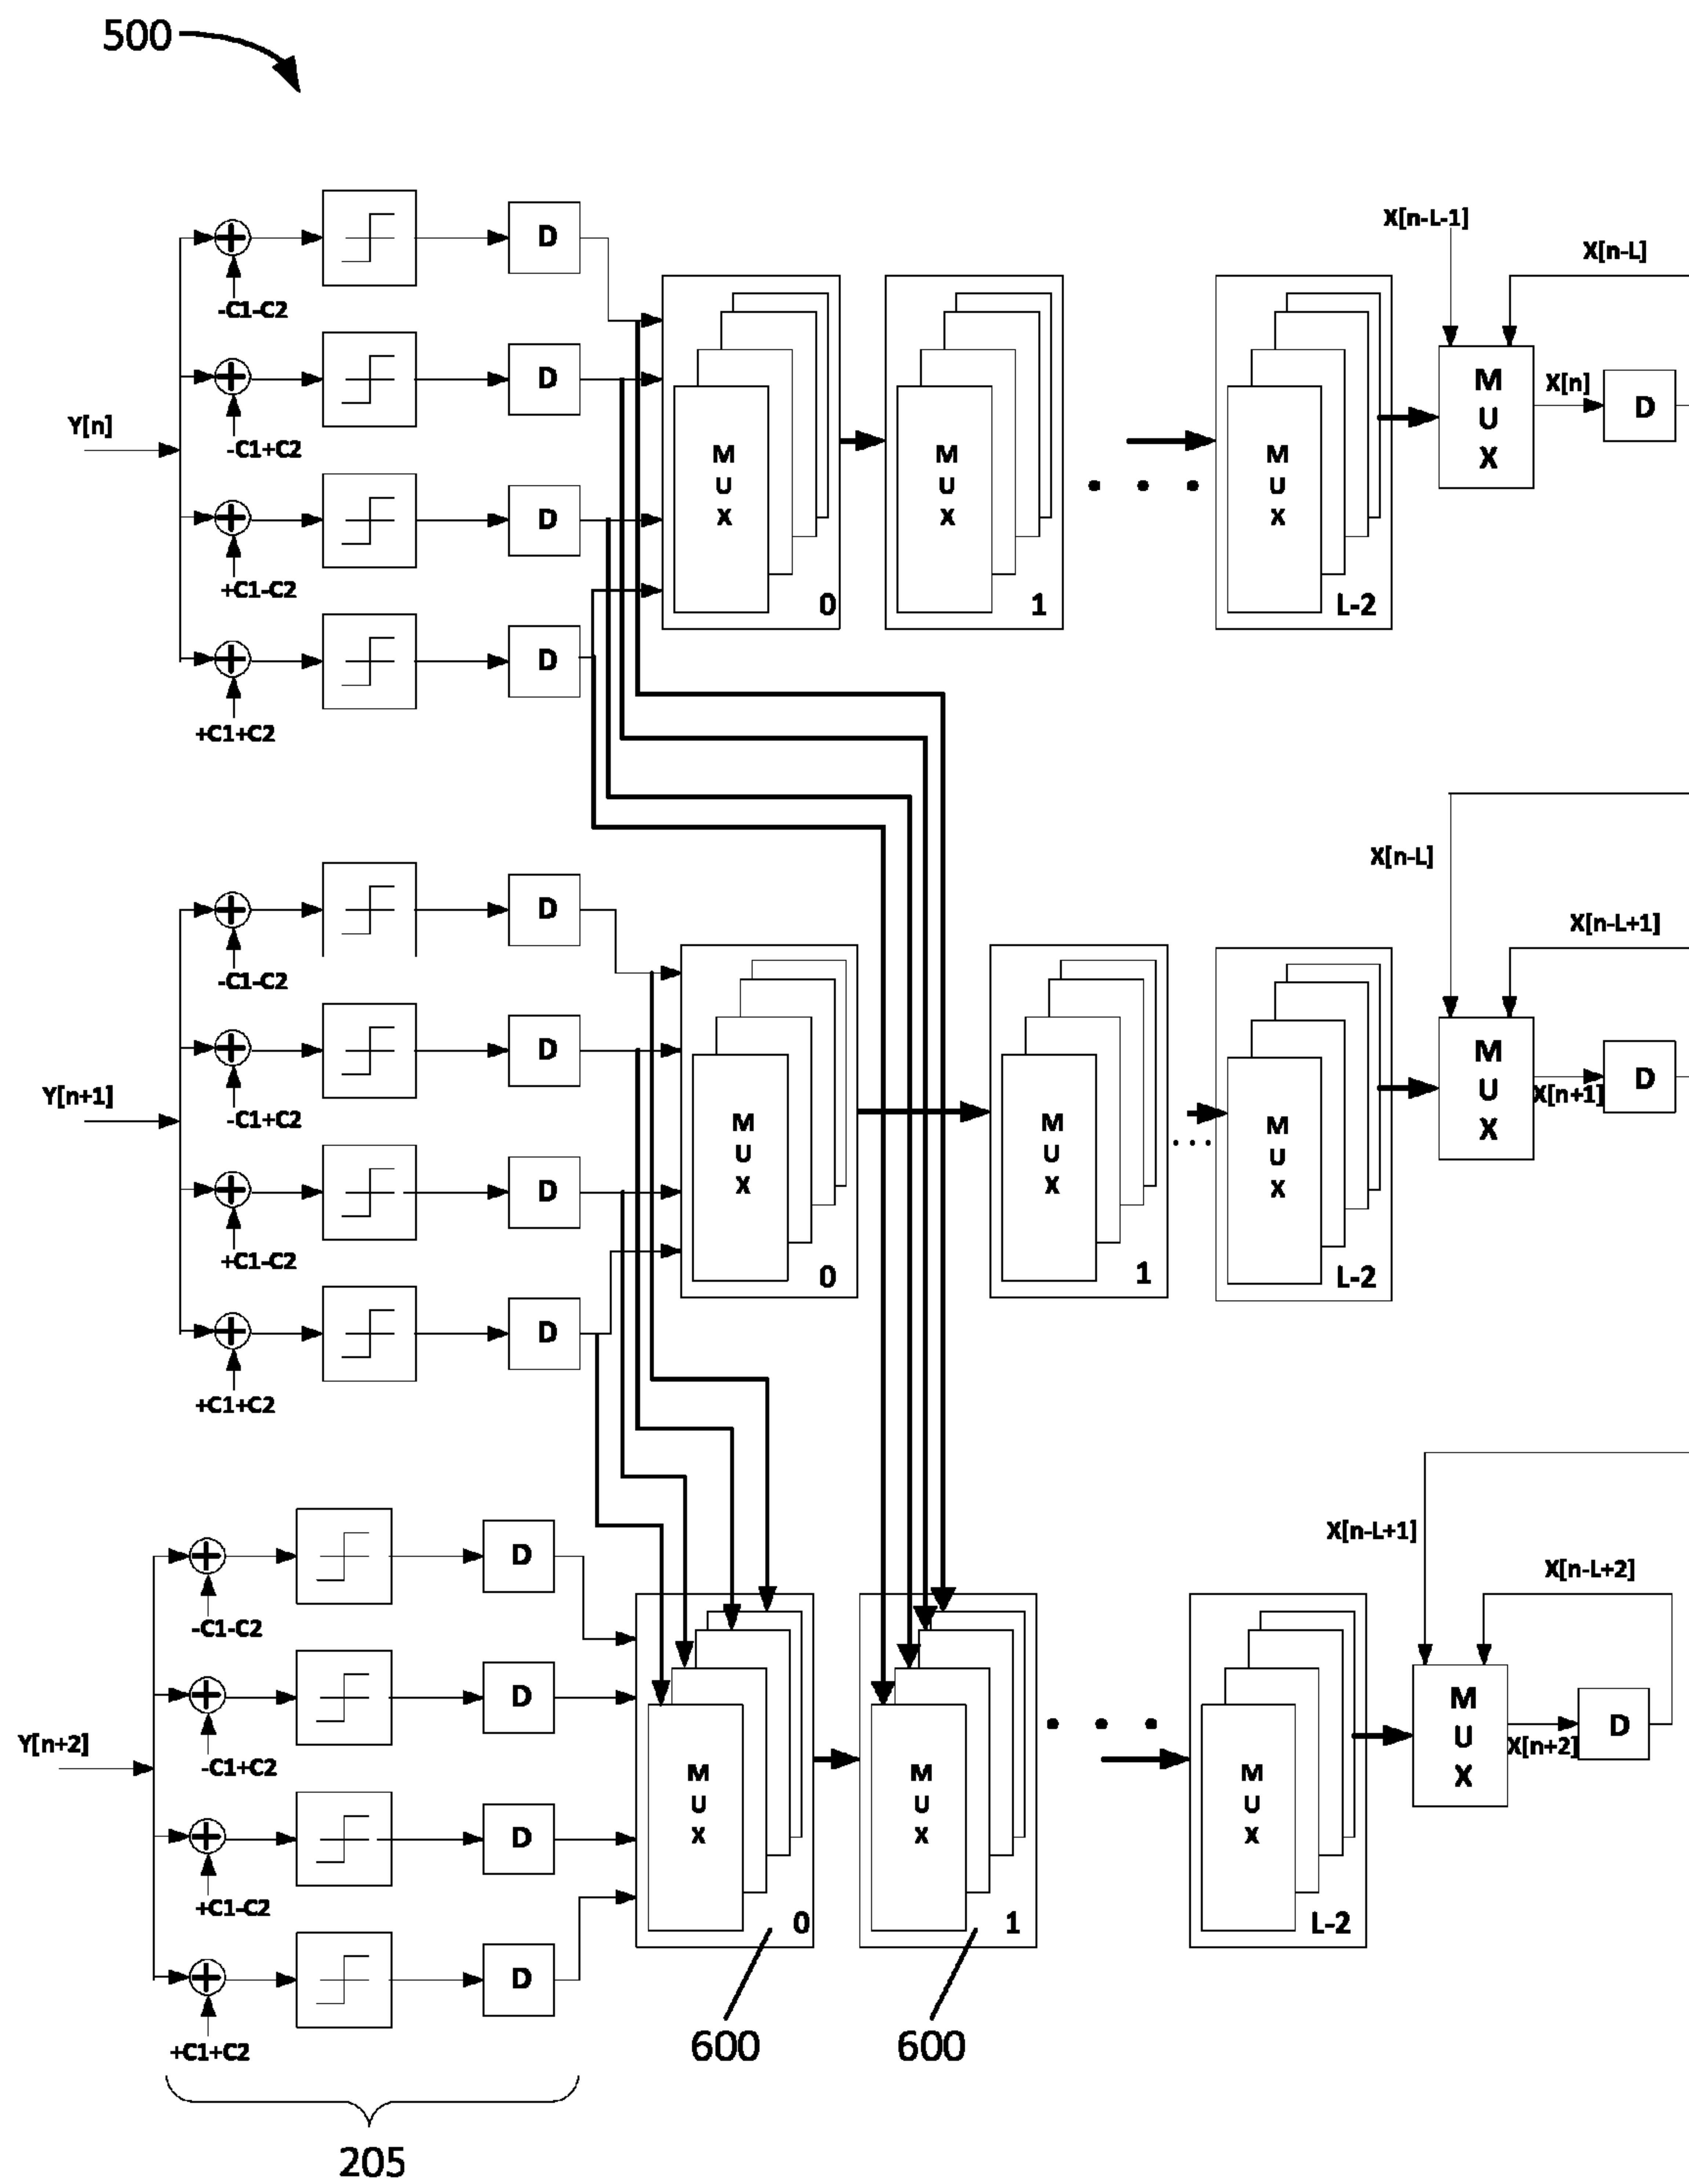 500
X[n-L-1]
X[n-L]
D
-C1-C2
D
M
U
X
X[n]
D
Y[n]
-C1+C2
M
U
X
M
U
X
M
U
X
D
+C1-C2
0
1
L-2
D
+C1+C2
X[n-L]
D
X[n-L+1]
-C1-C2
D
M
U
X
X[n+1]
D
Y[n+1]
-C1+C2
M
U
X
M
U
X
M
U
X
D
+C1-C2
0
1
L-2
D
+C1+C2
X[n-L+1]
D
X[n-L+2]
-C1-C2
D
M
U
X
X[n+2]
D
Y[n+2]
-C1+C2
M
U
X
M
U
X
M
U
X
D
+C1-C2
0
1
L-2
D
600
600
+C1+C2
205